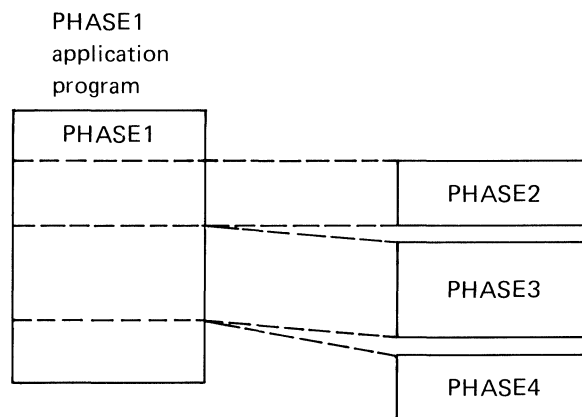 PHASE1
application
program
PHASE1
PHASE2
PHASE3
PHASE4